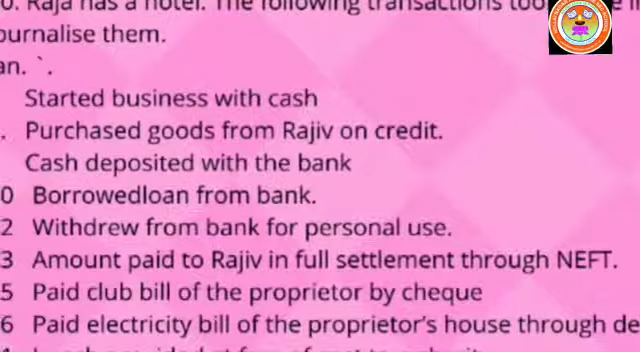 0. Raja has a hotel. The following transactions
ournalise them.
an. `.
Started business with cash
. Purchased goods from Rajiv on credit.
Cash deposited with the bank
0 Borrowedloan from bank.
2 Withdrew from bank for personal use.
3 Amount paid to Rajiv in full settlement through NEFT.
5 Paid club bill of the proprietor by cheque
6 Paid electricity bill of the proprietor's house through de